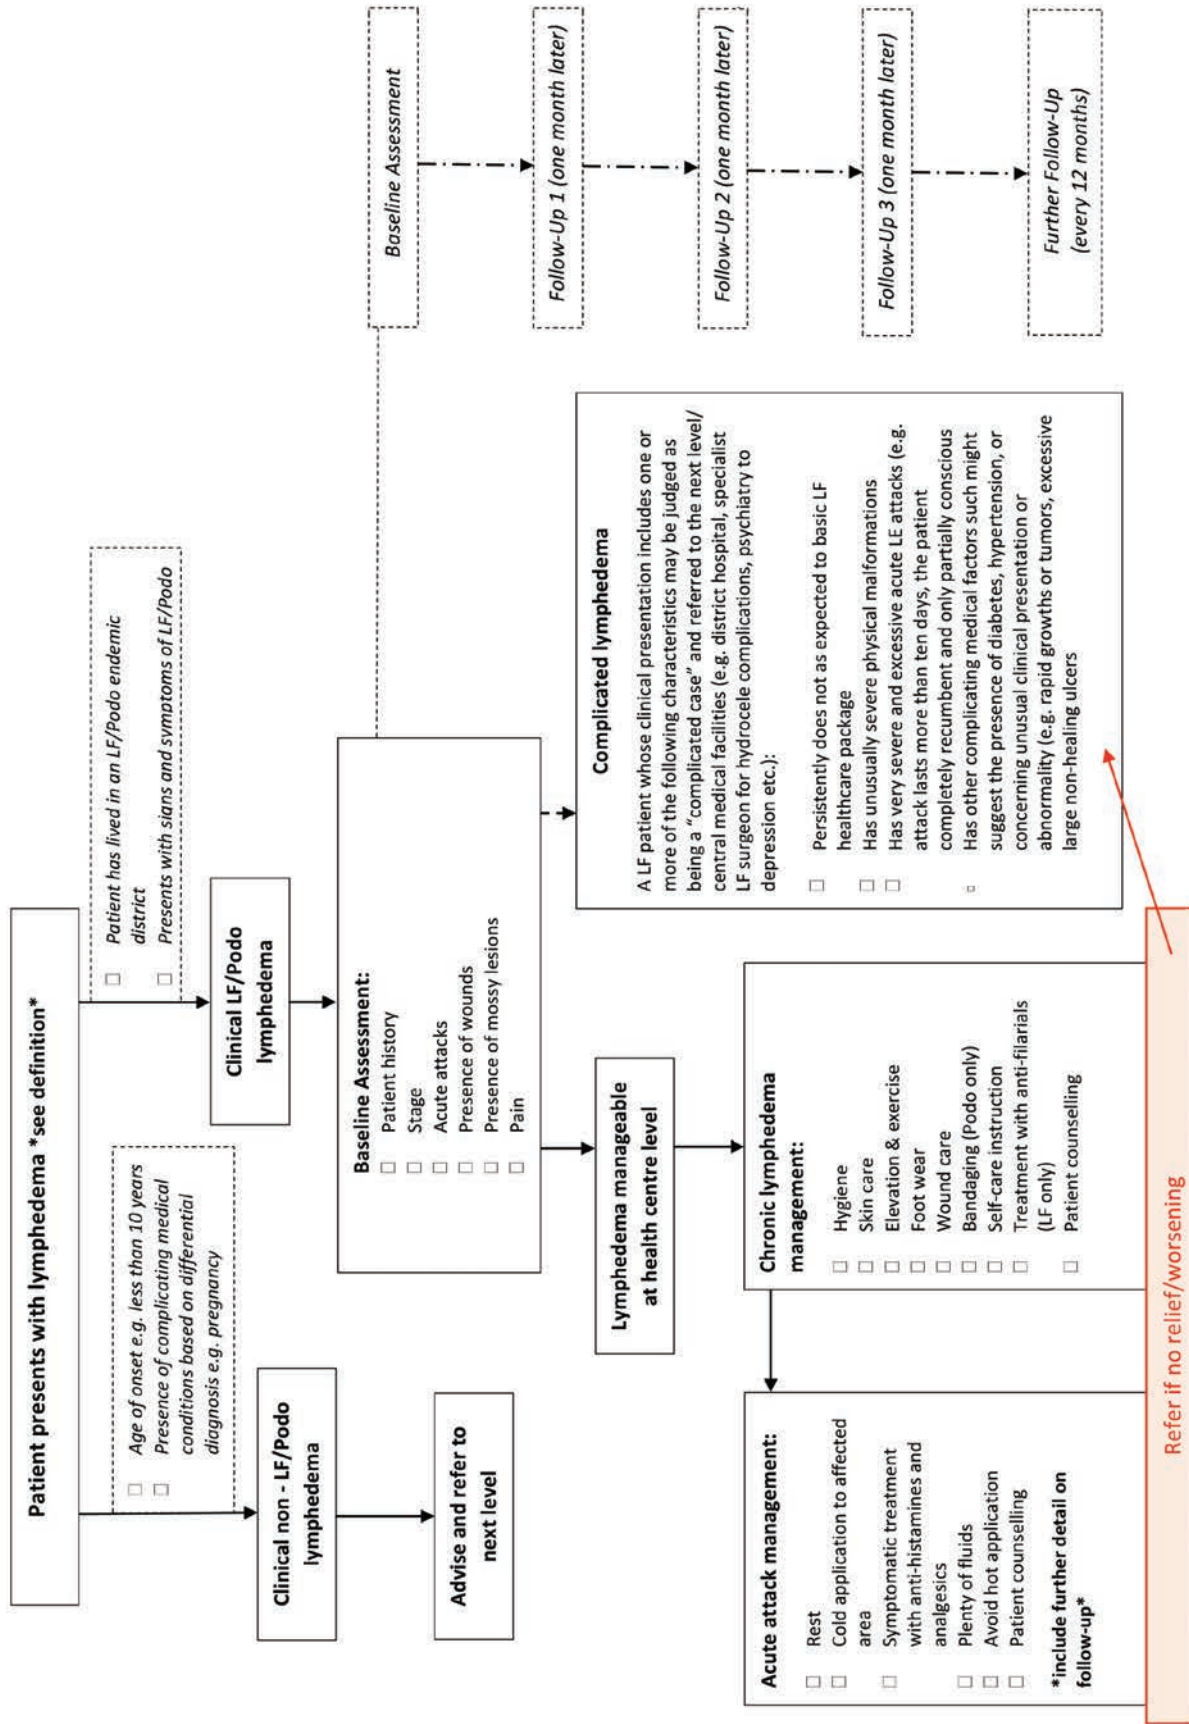 Patient presents with lymphedema *see definition*
☐ Age of onset e.g. less than 10 years
☐ Presence of complicating medical
conditions based on differential
diagnosis e.g. pregnancy
☐ Patient has lived in an LF/Podo endemic
district
☐ Presents with sians and symptoms of LF/Podo
Clinical non - LF/Podo
lymphedema
Clinical LF/Podo
lymphedema
Advise and refer to
next level
Baseline Assessment:
☐ Patient history
☐ Stage
☐ Acute attacks
☐ Presence of wounds
☐ Presence of mossy lesions
☐ Pain
Baseline Assessment
Follow-Up 1 (one month later)
Follow-Up 2 (one month later)
Follow-Up 3 (one month later)
Further Follow-Up
(every 12 months)
Lymphedema manageable
at health centre level
Complicated lymphedema
A LF patient whose clinical presentation includes one or
more of the following characteristics may be judged as
being a “complicated case” and referred to the next level/
central medical facilities (e.g. district hospital, specialist
LF surgeon for hydrocele complications, psychiatry to
depression etc.):
☐ Persistently does not as expected to basic LF
healthcare package
☐ Has unusually severe physical malformations
☐ Has very severe and excessive acute LE attacks (e.g.
attack lasts more than ten days, the patient
completely recumbent and only partially conscious
☐ Has other complicating medical factors such might
suggest the presence of diabetes, hypertension, or
concerning unusual clinical presentation or
abnormality (e.g. rapid growths or tumors, excessive
large non-healing ulcers
Acute attack management:
☐ Rest
☐ Cold application to affected
area
☐ Symptomatic treatment
with anti-histamines and
analgesics
☐ Plenty of fluids
☐ Avoid hot application
☐ Patient counselling
*include further detail on
follow-up*
Chronic lymphedema
management:
☐ Hygiene
☐ Skin care
☐ Elevation & exercise
☐ Foot wear
☐ Wound care
☐ Bandaging (Podo only)
☐ Self-care instruction
☐ Treatment with anti-filarials
(LF only)
☐ Patient counselling
Refer if no relief/worsening